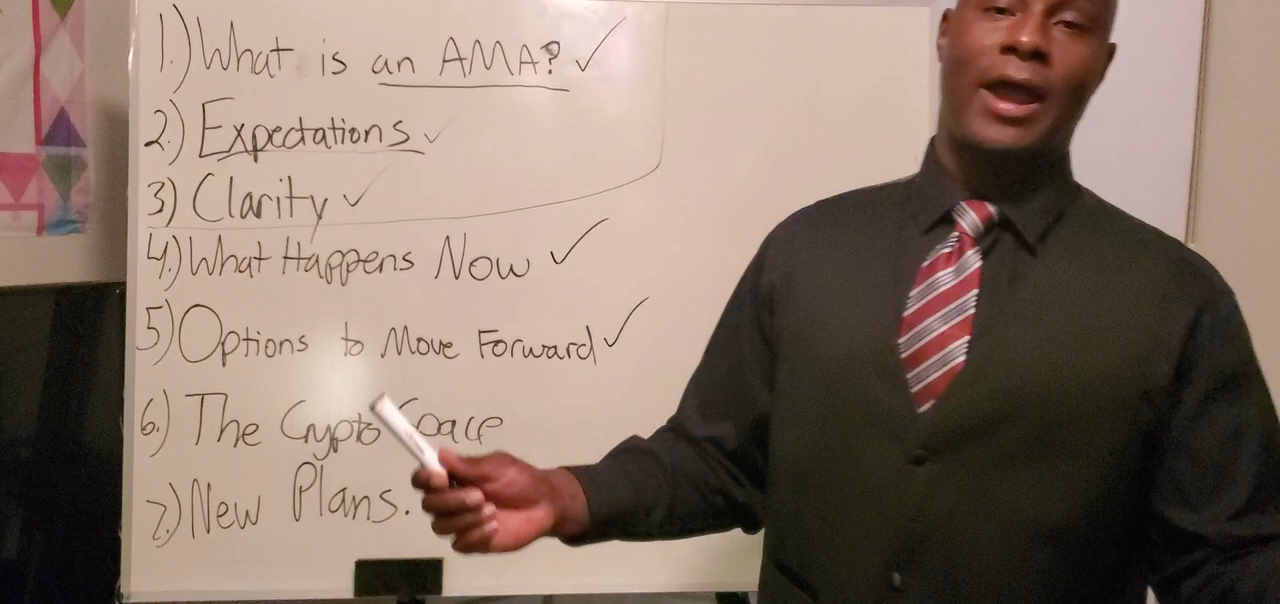 1.) What is an AMA? ✓
2.) Expectations ✓
3) Clarity ✓
4.) What Happens Now ✓
5) Options to Move Forward ✓
6.) The Crypto Space
7.) New Plans.